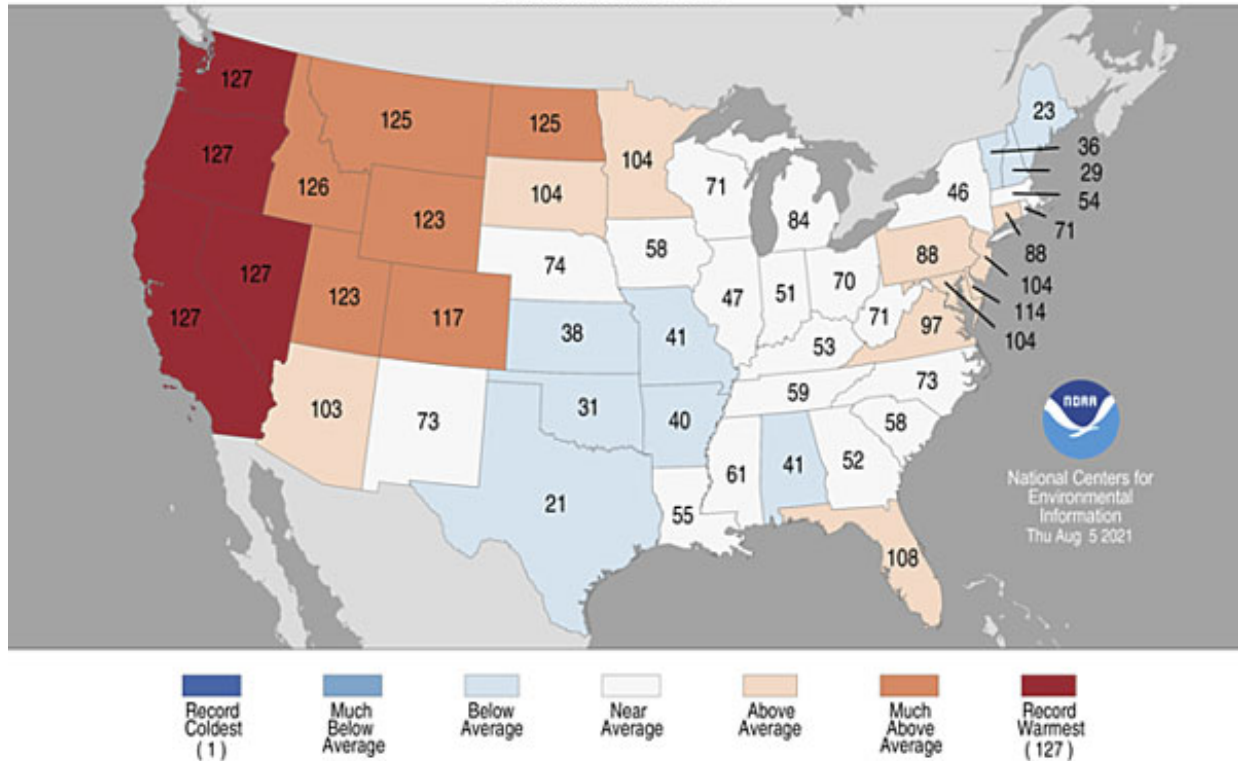 127
127
127
127
125
126
123
123
117
103
73
125
104
74
38
31
21
104
58
41
40
55
71
47
61
84
51
53
59
41
70
71
52
58
73
97
88
108
46
23
36
29
54
71
88
104
114
104
NOAA
National Centers for
Environmental
Information
Thu Aug 5 2021
Record
Coldest
( 1 )
Much
Below
Average
Below
Average
Near
Average
Above
Average
Much
Above
Average
Record
Warmest
( 127 )